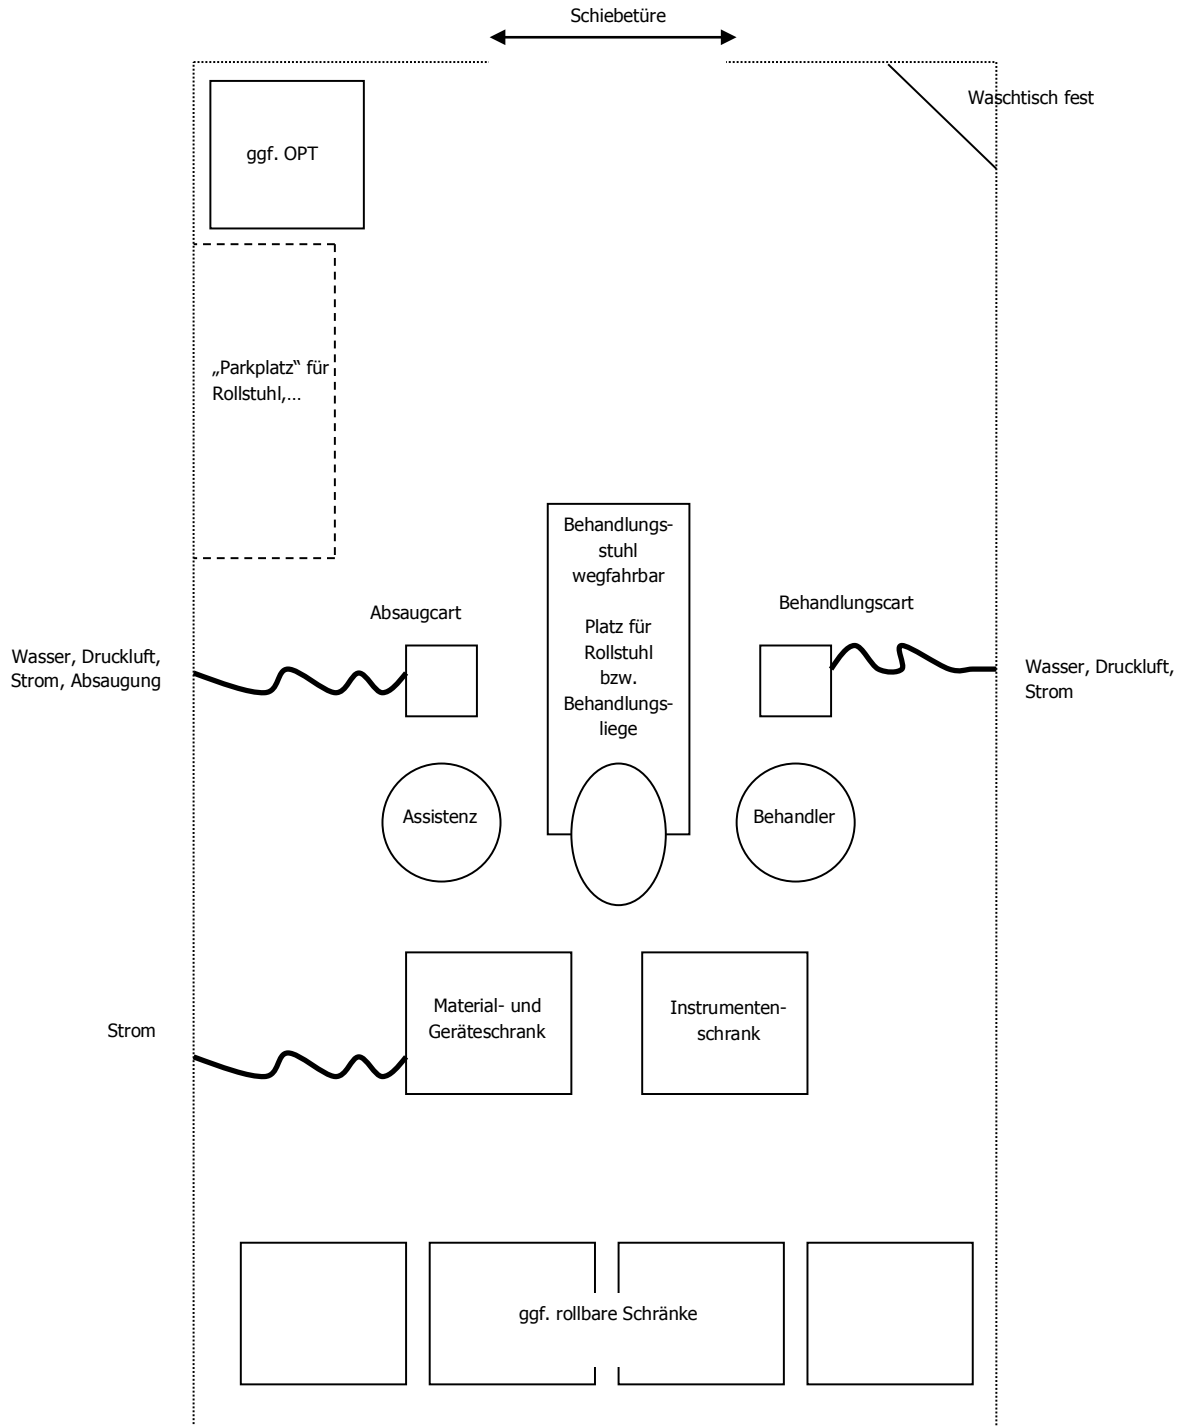 Schiebetüre
Waschtisch fest
ggf. OPT
„Parkplatz“ für
Rollstuhl,…
Behandlungs-
stuhl
wegfahrbar
Platz für
Rollstuhl
bzw.
Behandlungs-
liege
Absaugcart
Behandlungscart
Wasser, Druckluft,
Strom, Absaugung
Wasser, Druckluft,
Strom
Assistenz
Behandler
Material- und
Geräteschrank
Instrumenten-
schrank
Strom
ggf. rollbare Schränke